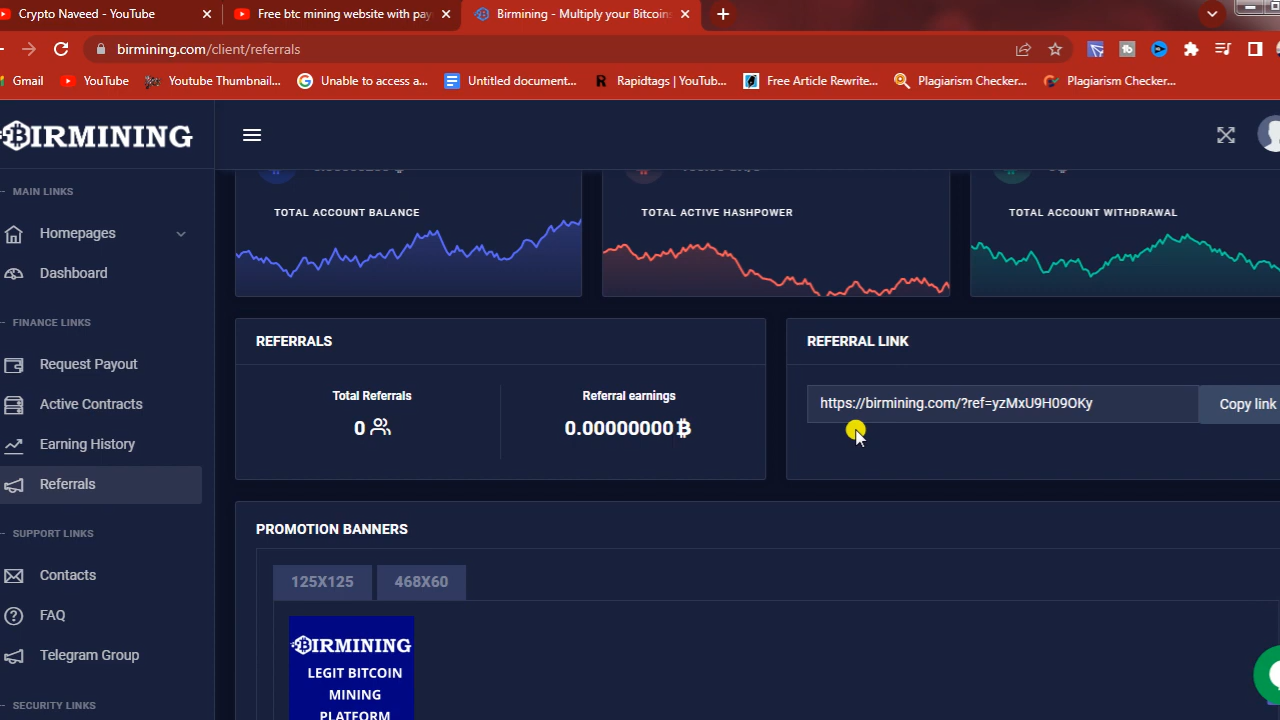 Crypto Naveed - YouTube
Free btc mining website with pay
Birmining - Multiply your Bitcoins
birmining.com/client/referrals
Gmail
YouTube
Youtube Thumbnail...
Unable to access a...
Untitled document...
Rapidtags | YouTub...
Free Article Rewrite...
Plagiarism Checker...
Plagiarism Checker...
BIRMINING
MAIN LINKS
Homepages
Dashboard
FINANCE LINKS
Request Payout
Active Contracts
Earning History
Referrals
SUPPORT LINKS
Contacts
FAQ
Telegram Group
SECURITY LINKS
TOTAL ACCOUNT BALANCE
TOTAL ACTIVE HASHPOWER
TOTAL ACCOUNT WITHDRAWAL
REFERRALS
Total Referrals
0
Referral earnings
0.00000000
REFERRAL LINK
https://birmining.com/?ref=yzMxU9H09OKy
Copy link
PROMOTION BANNERS
125X125
468X60
BIRMINING
LEGIT BITCOIN
MINING
PLATFORM